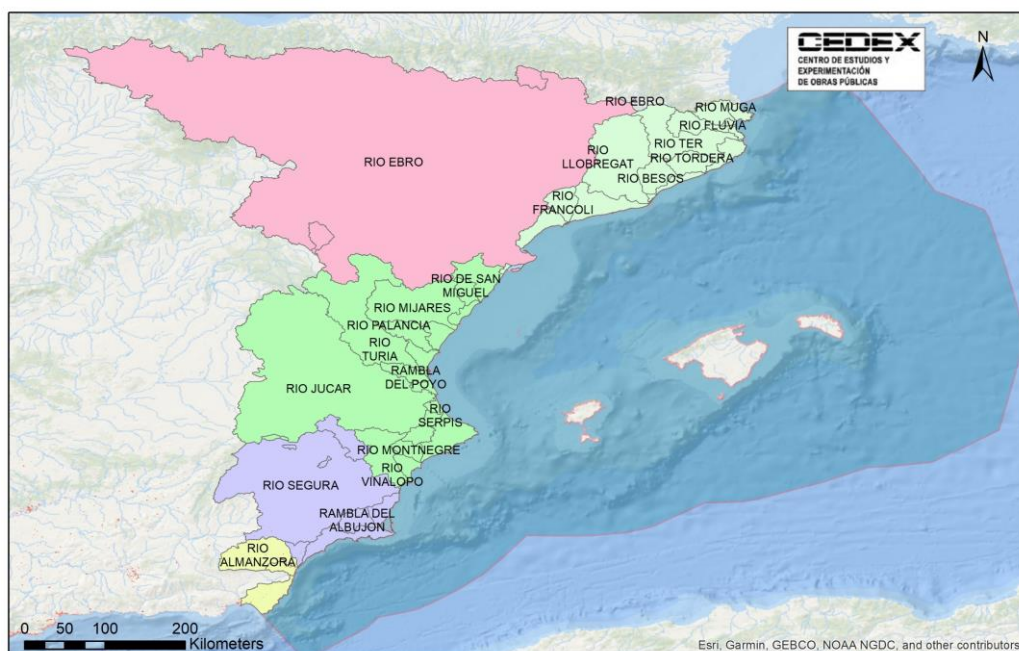 CEDEX
CENTRO DE ESTUDIOS Y
EXPERIMENTACIÓN
DE OBRAS PÚBLICAS
N
RIO EBRO
RIO MUGA
RIO FLUVIA
RIO TER
RIO
LLOBREGAT
RIO TORDERA
RIO EBRO
RIO BESOS
RIO
FRANCOLI
RIO DE SAN
MIGUEL
RIO MIJARES
RIO PALANCIA
RIO
TURIA
RAMBLA
DEL POYO
RIO JUCAR
RIO
SERPIS
RIO MONTNEGRE
RIO
VINALOPO
RIO SEGURA
RAMBLA DEL
ALBUJON
RIO
ALMANZORA
0 50 100 200
Kilometers
Esri, Garmin, GEBCO, NOAA NGDC, and other contributors